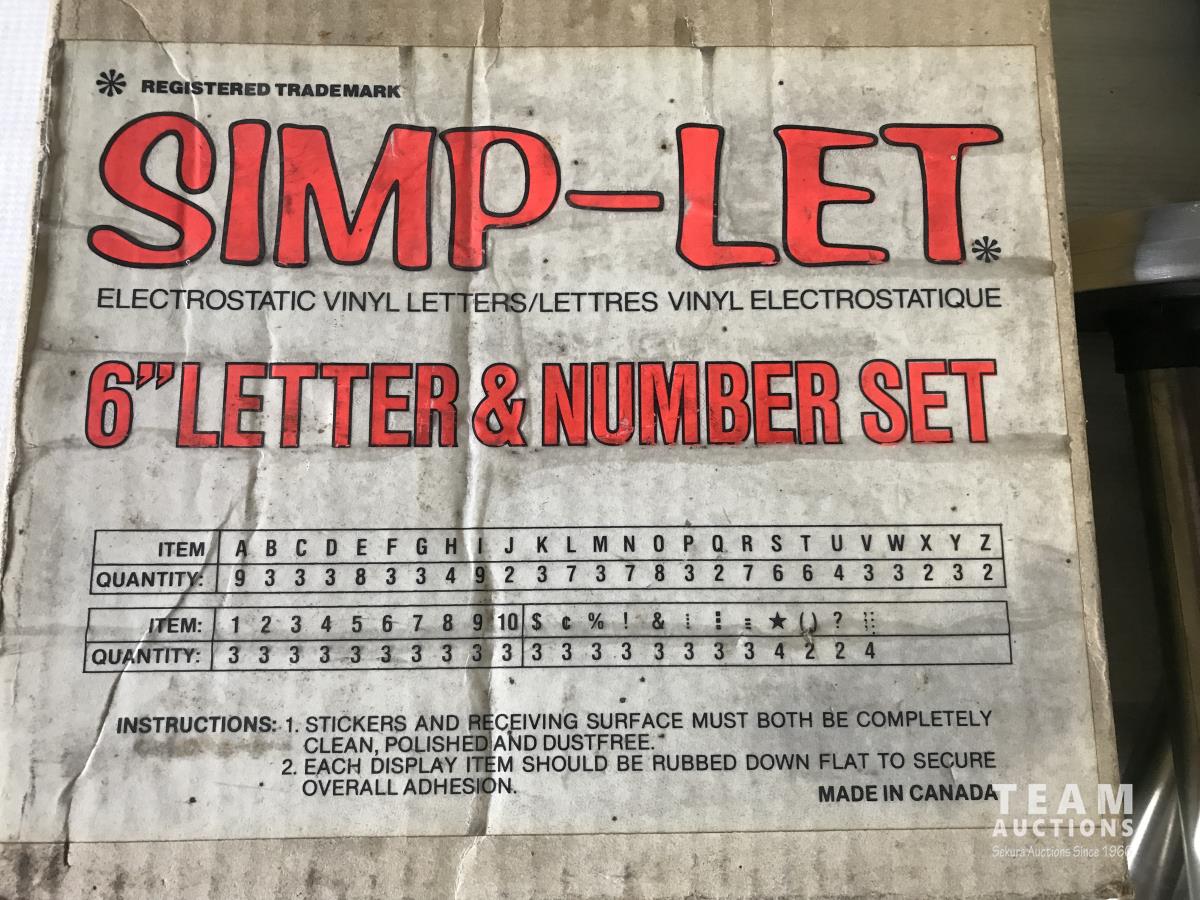 * REGISTERED TRADEMARK
SIMP-LET*
ELECTROSTATIC VINYL LETTERS/LETTRES VINYL ELECTROSTATIQUE
6" LETTER & NUMBER SET
ITEM A B C D E F G H I J K L M N O P Q R S T U V W X Y Z
QUANTITY: 9 3 3 3 8 3 3 4 9 2 3 7 3 7 8 3 2 7 6 6 4 3 3 2 3 2
ITEM: 1 2 3 4 5 6 7 8 9 10 $ ¢ % ! & ★ ( ) ?
QUANTITY: 3 3 3 3 3 3 3 3 3 3 3 3 3 3 3 3 3 3 4 2 2 4
INSTRUCTIONS: 1. STICKERS AND RECEIVING SURFACE MUST BOTH BE COMPLETELY
CLEAN, POLISHED AND DUSTFREE.
2. EACH DISPLAY ITEM SHOULD BE RUBBED DOWN FLAT TO SECURE
OVERALL ADHESION.
MADE IN CANADA
TEAM
AUCTIONS
Sekura Auctions Since 1966